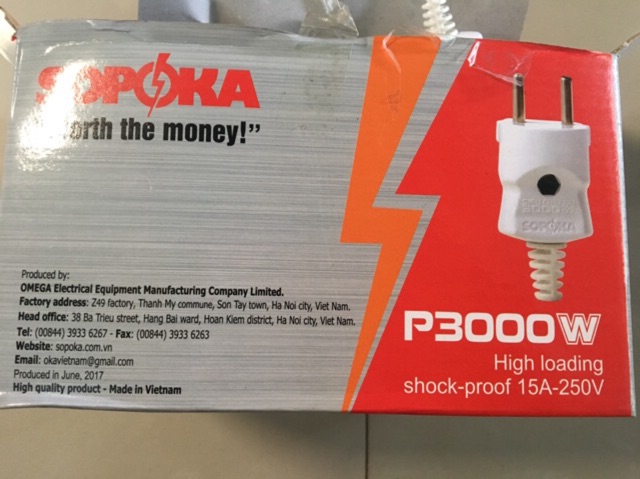 SOPOKA
orth the money!”
Produced by:
OMEGA Electrical Equipment Manufacturing Company Limited.
Factory address: Z49 factory, Thanh My commune, Son Tay town, Ha Noi city, Viet Nam.
Head office: 38 Ba Trieu street, Hang Bai ward, Hoan Kiem district, Ha Noi city, Viet Nam.
Tel: (00844) 3933 6267 - Fax: (00844) 3933 6263
Website: sopoka.com.vn
Email: okavietnam@gmail.com
Produced in June, 2017
High quality product - Made in Vietnam
SOPOKA
P3000W
High loading
shock-proof 15A-250V